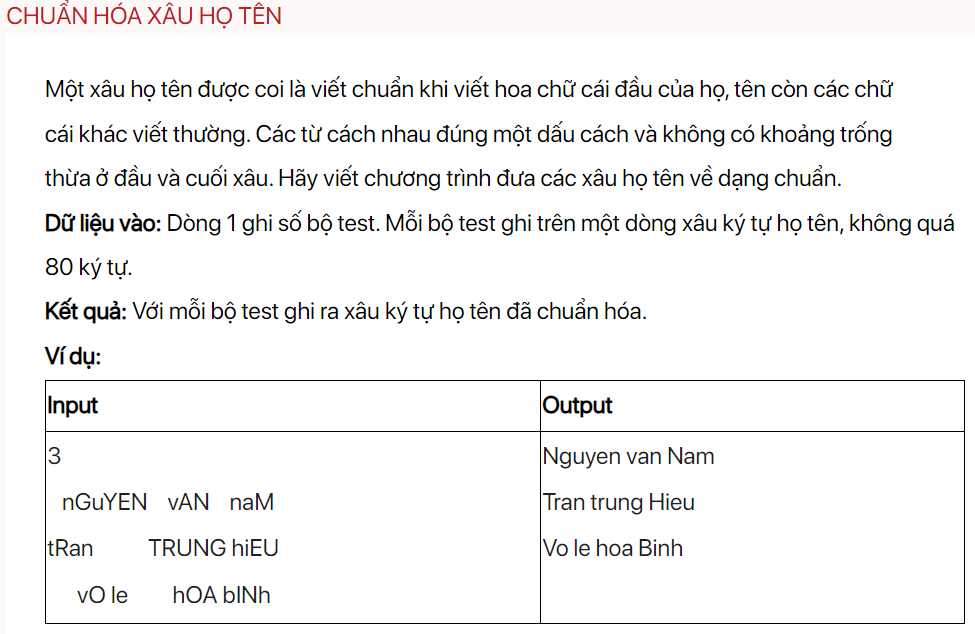 CHUẨN HÓA XÂU HỌ TÊN
Một xâu họ tên được coi là viết chuẩn khi viết hoa chữ cái đầu của họ, tên còn các chữ
cái khác viết thường. Các từ cách nhau đúng một dấu cách và không có khoảng trống
thừa ở đầu và cuối xâu. Hãy viết chương trình đưa các xâu họ tên về dạng chuẩn.
Dữ liệu vào: Dòng 1 ghi số bộ test. Mỗi bộ test ghi trên một dòng xâu ký tự họ tên, không quá
80 ký tự.
Kết quả: Với mỗi bộ test ghi ra xâu ký tự họ tên đã chuẩn hóa.
Ví dụ:
Input Output
3 Nguyen van Nam
nGuYEN vAN naM Tran trung Hieu
tRan TRUNG hiEU Vo le hoa Binh
vO le hOA bINh